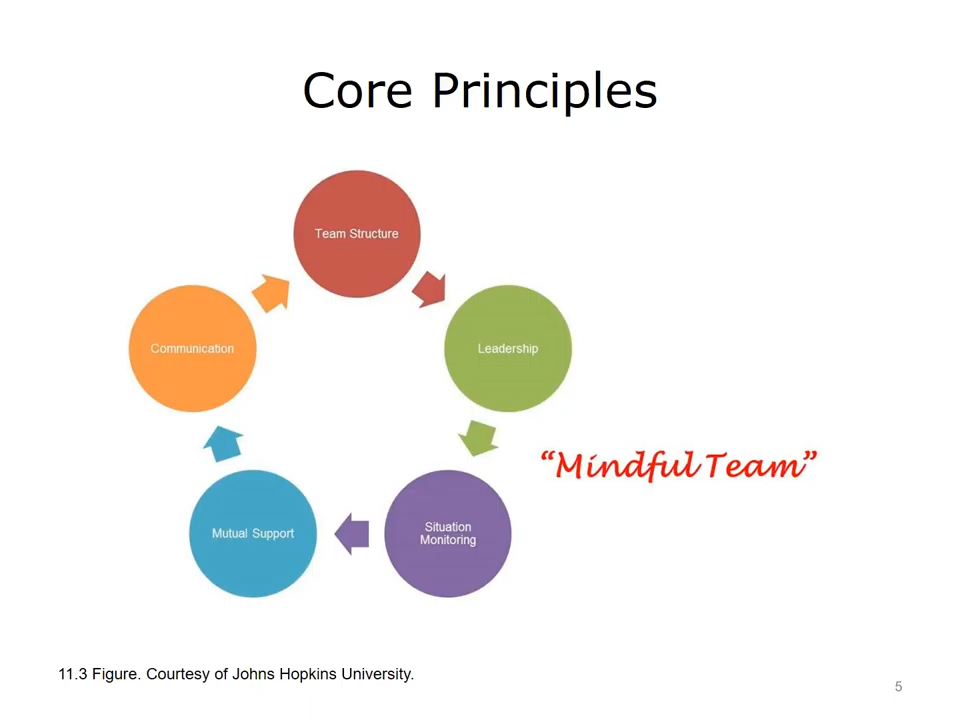 Core Principles
Team Structure
Leadership
Situation
Monitoring
Mutual Support
Communication
“Mindful Team”
11.3 Figure. Courtesy of Johns Hopkins University.
5